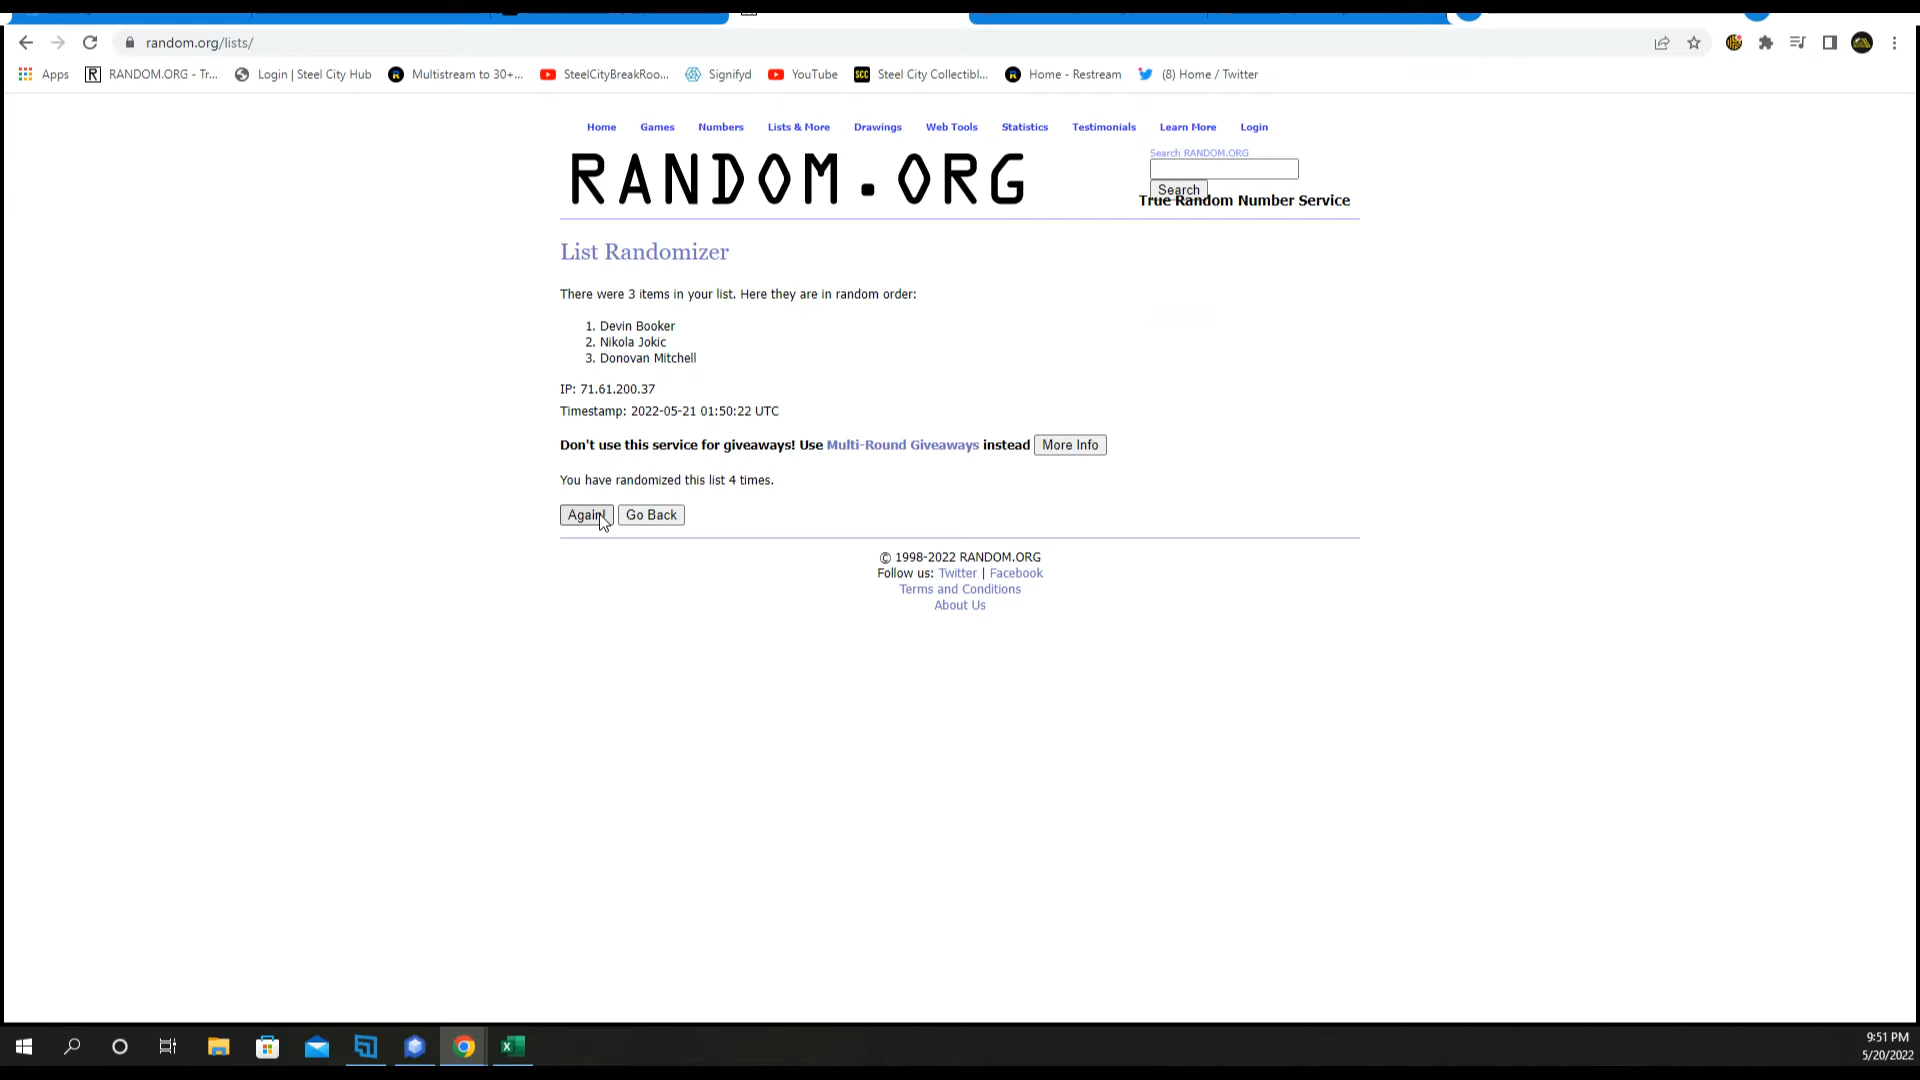 random.org/lists/
Apps RANDOM.ORG - Tr... Login | Steel City Hub Multistream to 30+... SteelCityBreakRoo... Signifyd YouTube SCC Steel City Collectibl... Home - Restream (8) Home / Twitter
Home Games Numbers Lists & More Drawings Web Tools Statistics Testimonials Learn More Login
RANDOM.ORG
Search RANDOM.ORG
Search
True Random Number Service
List Randomizer
There were 3 items in your list. Here they are in random order:
1. Devin Booker
2. Nikola Jokic
3. Donovan Mitchell
IP: 71.61.200.37
Timestamp: 2022-05-21 01:50:22 UTC
Don't use this service for giveaways! Use Multi-Round Giveaways instead More Info
You have randomized this list 4 times.
Again! Go Back
© 1998-2022 RANDOM.ORG
Follow us: Twitter | Facebook
Terms and Conditions
About Us
9:51 PM
5/20/2022